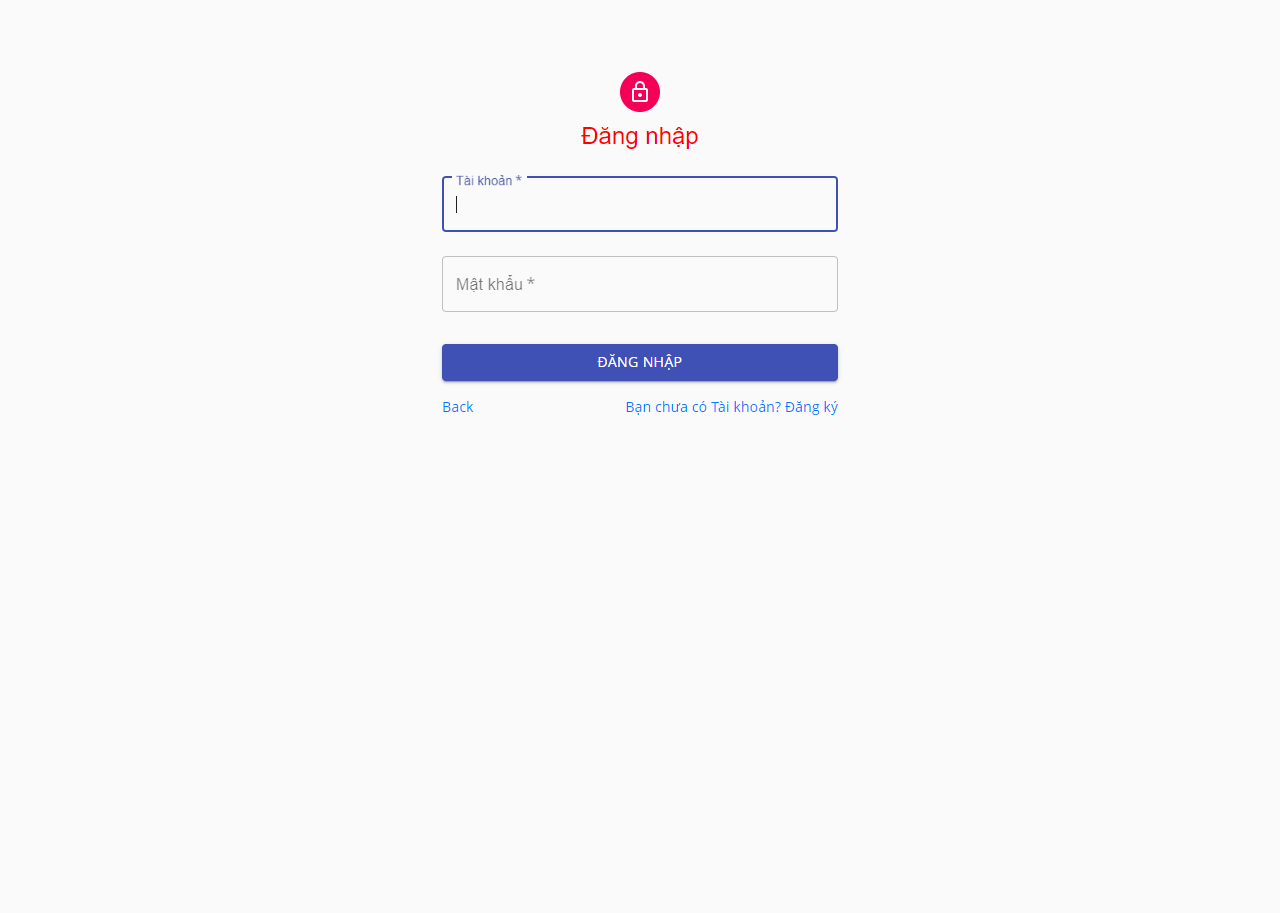 Đăng nhập
Tài khoản *
Mật khẩu *
ĐĂNG NHẬP
Back
Bạn chưa có Tài khoản? Đăng ký